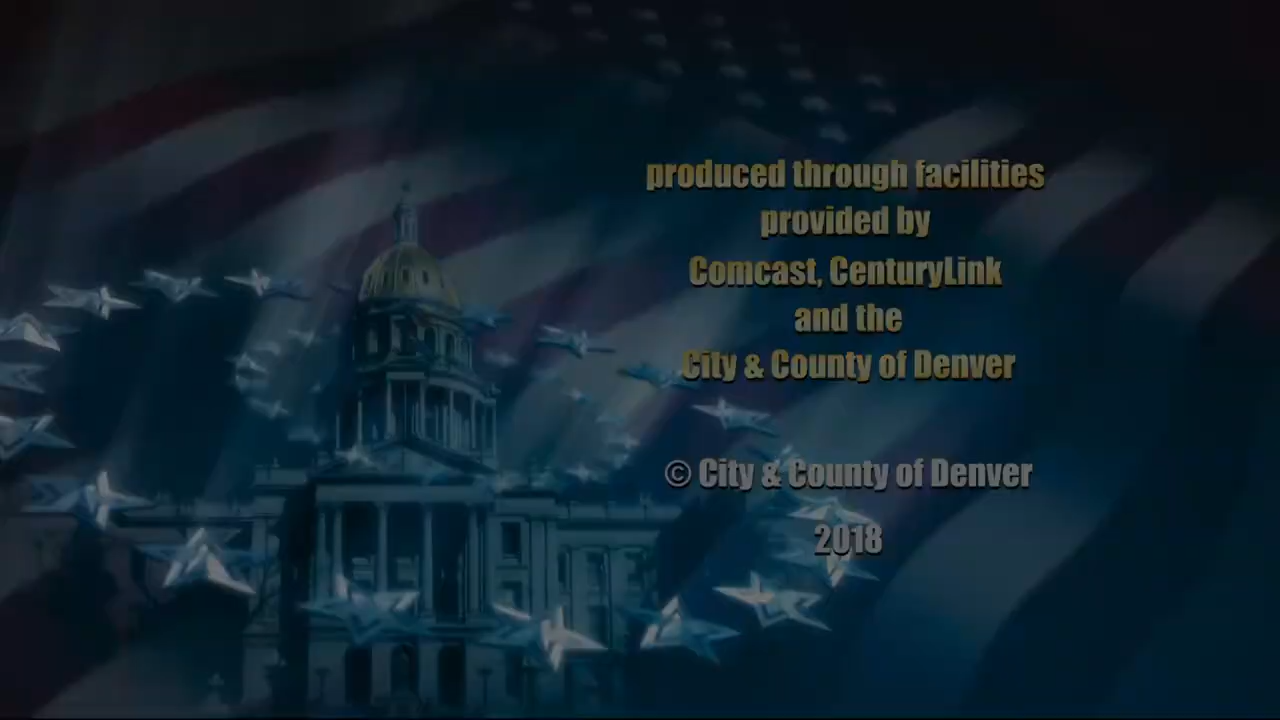 produced through facilities
provided by
Comcast, CenturyLink
and the
City & County of Denver
© City & County of Denver
2018